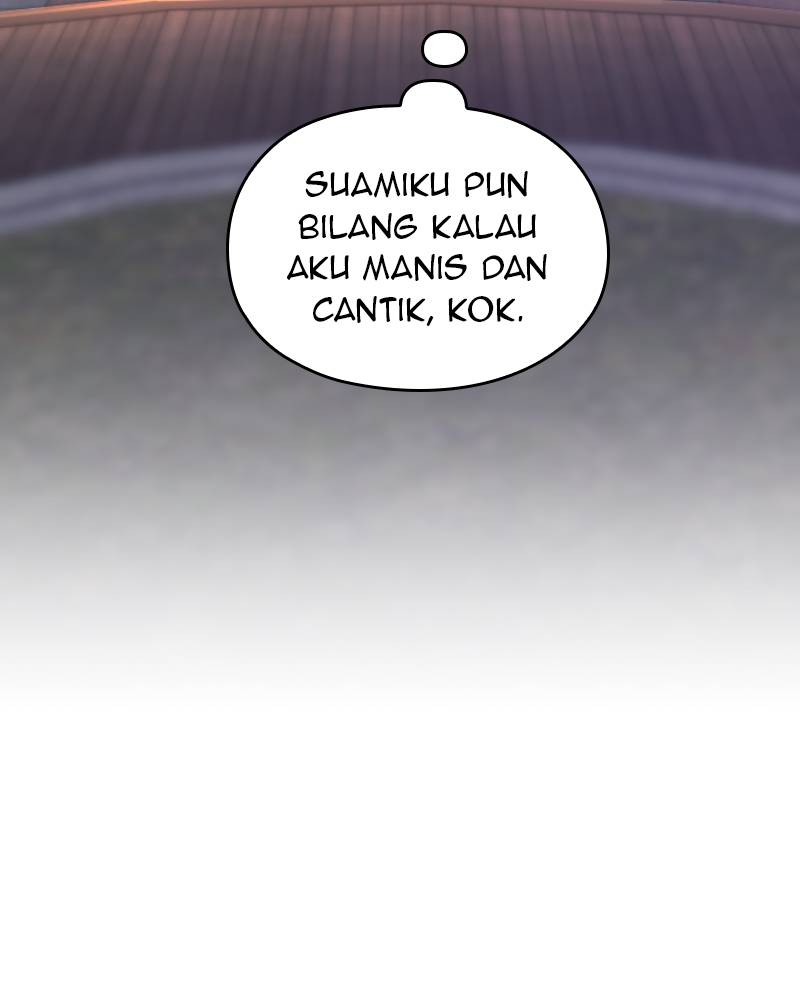 SUAMIKU PUN
BILANG KALAU
AKU MANIS DAN
CANTIK, KOK.